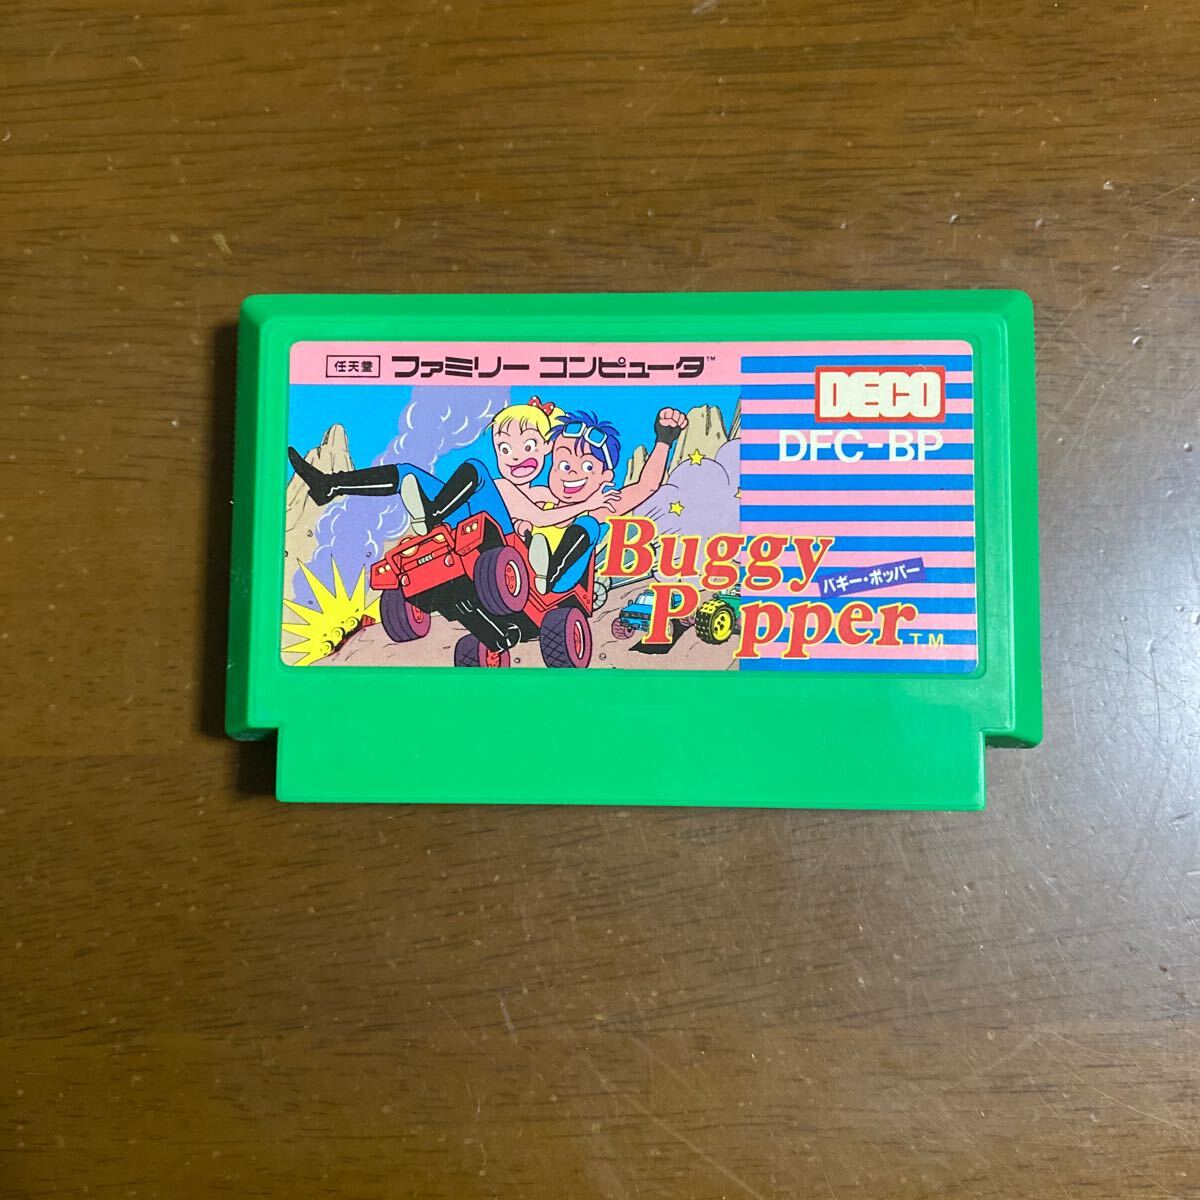 任天堂 ファミリー コンピュータ™
DECO
DFC-BP
Buggy
バギー・ポッパー
Popper T.M.